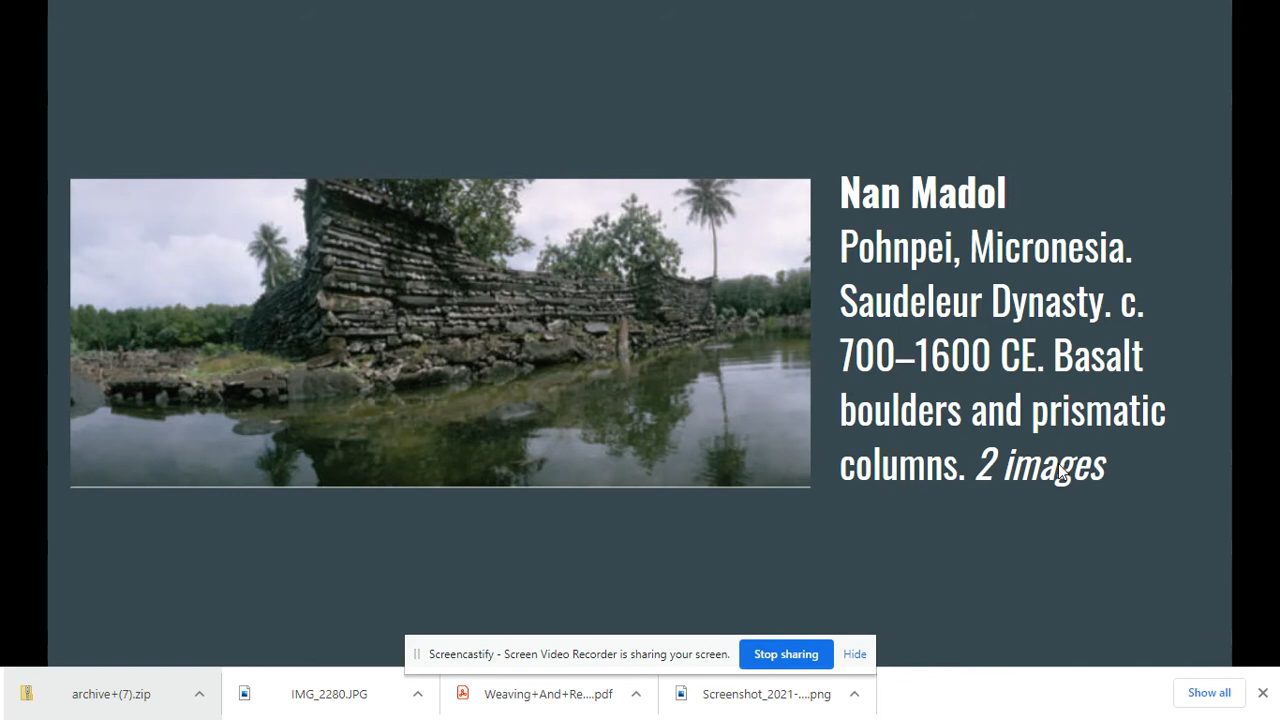 Nan Madol
Pohnpei, Micronesia.
Saudeleur Dynasty. c.
700–1600 CE. Basalt
boulders and prismatic
columns. 2 images
Screencastify - Screen Video Recorder is sharing your screen. Stop sharing Hide
archive+(7).zip IMG_2280.JPG Weaving+And+Re....pdf Screenshot_2021-....png Show all